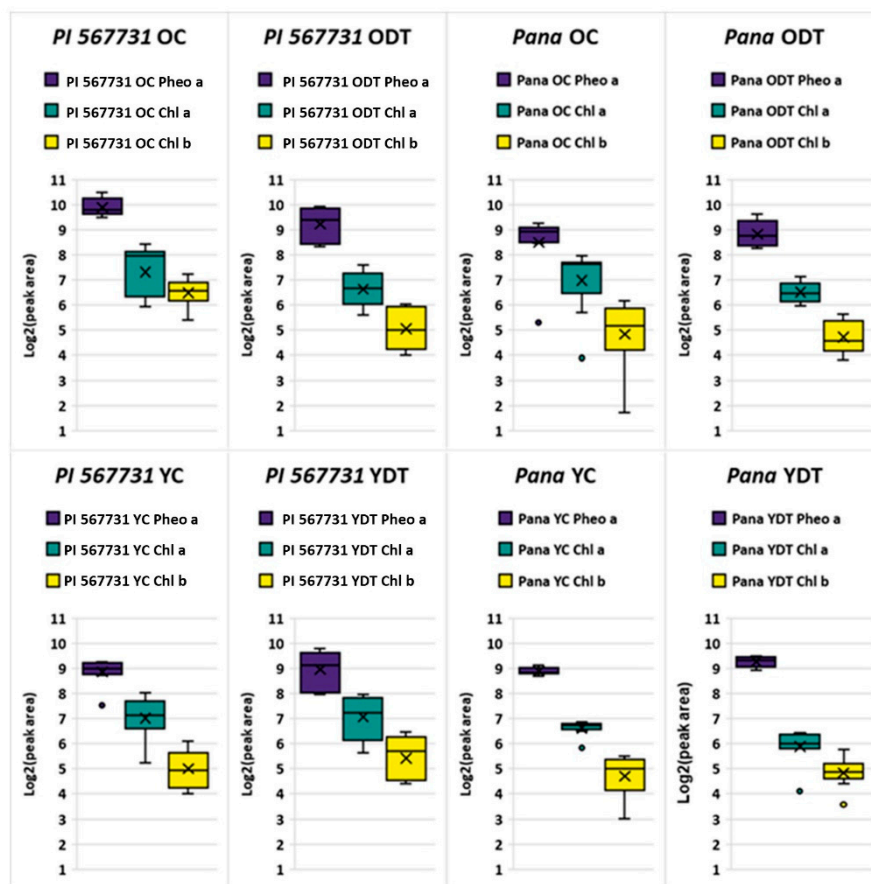 PI 567731 OC
PI 567731 OC Pheo a
PI 567731 OC Chl a
PI 567731 OC Chl b
Log2(peak area)
11
10
9
8
7
6
5
4
3
2
1
PI 567731 ODT
PI 567731 ODT Pheo a
PI 567731 ODT Chl a
PI 567731 ODT Chl b
Log2(peak area)
11
10
9
8
7
6
5
4
3
2
1
Pana OC
Pana OC Pheo a
Pana OC Chl a
Pana OC Chl b
Log2(peak area)
11
10
9
8
7
6
5
4
3
2
1
Pana ODT
Pana ODT Pheo a
Pana ODT Chl a
Pana ODT Chl b
Log2(peak area)
11
10
9
8
7
6
5
4
3
2
1
PI 567731 YC
PI 567731 YC Pheo a
PI 567731 YC Chl a
PI 567731 YC Chl b
Log2(peak area)
11
10
9
8
7
6
5
4
3
2
1
PI 567731 YDT
PI 567731 YDT Pheo a
PI 567731 YDT Chl a
PI 567731 YDT Chl b
Log2(peak area)
11
10
9
8
7
6
5
4
3
2
1
Pana YC
Pana YC Pheo a
Pana YC Chl a
Pana YC Chl b
Log2(peak area)
11
10
9
8
7
6
5
4
3
2
1
Pana YDT
Pana YDT Pheo a
Pana YDT Chl a
Pana YDT Chl b
Log2(peak area)
11
10
9
8
7
6
5
4
3
2
1